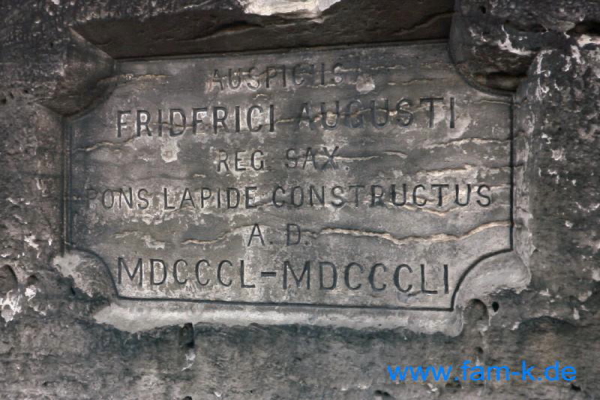 AUSPICIIS
FRIDERICI AUGUSTI
REG SAX.
PONS LAPIDE CONSTRUCTUS
A. D.
MDCCCL-MDCCCLI
www.fam-k.de